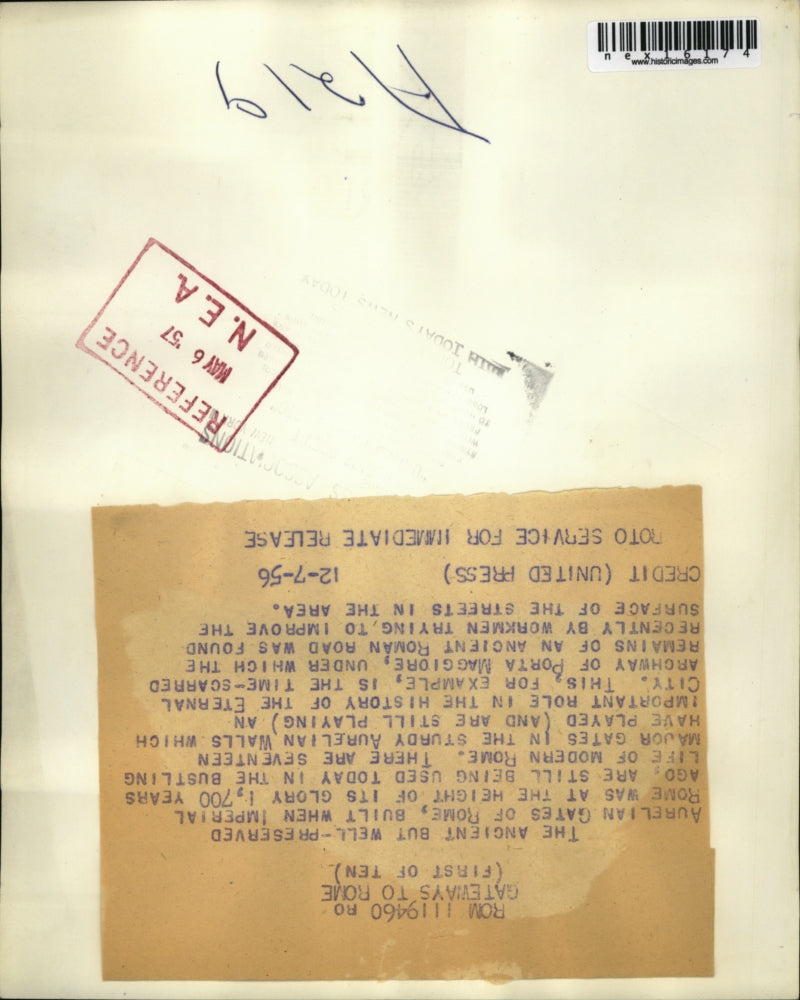 nex16174
www.historicimages.com
A219
REFERENCE
MAY 6 '57
N. E. A.
ROM 1119460 RO
GATEWAYS TO ROME
(FIRST OF TEN)
THE ANCIENT BUT WELL-PRESERVED
AURELIAN GATES OF ROME, BUILT WHEN IMPERIAL
ROME WAS AT THE HEIGHT OF ITS GLORY 1,700 YEARS
AGO, ARE STILL BEING USED TODAY IN THE BUSTLING
LIFE OF MODERN ROME. THERE ARE SEVENTEEN
MAJOR GATES IN THE STURDY AURELIAN WALLS WHICH
HAVE PLAYED (AND ARE STILL PLAYING) AN
IMPORTANT ROLE IN THE HISTORY OF THE ETERNAL
CITY. THIS, FOR EXAMPLE, IS THE TIME-SCARRED
ARCHWAY OF PORTA MAGGIORE, UNDER WHICH THE
REMAINS OF AN ANCIENT ROMAN ROAD WAS FOUND
RECENTLY BY WORKMEN TRYING TO IMPROVE THE
SURFACE OF THE STREETS IN THE AREA.
CREDIT (UNITED PRESS) 12-7-56
ROTO SERVICE FOR IMMEDIATE RELEASE